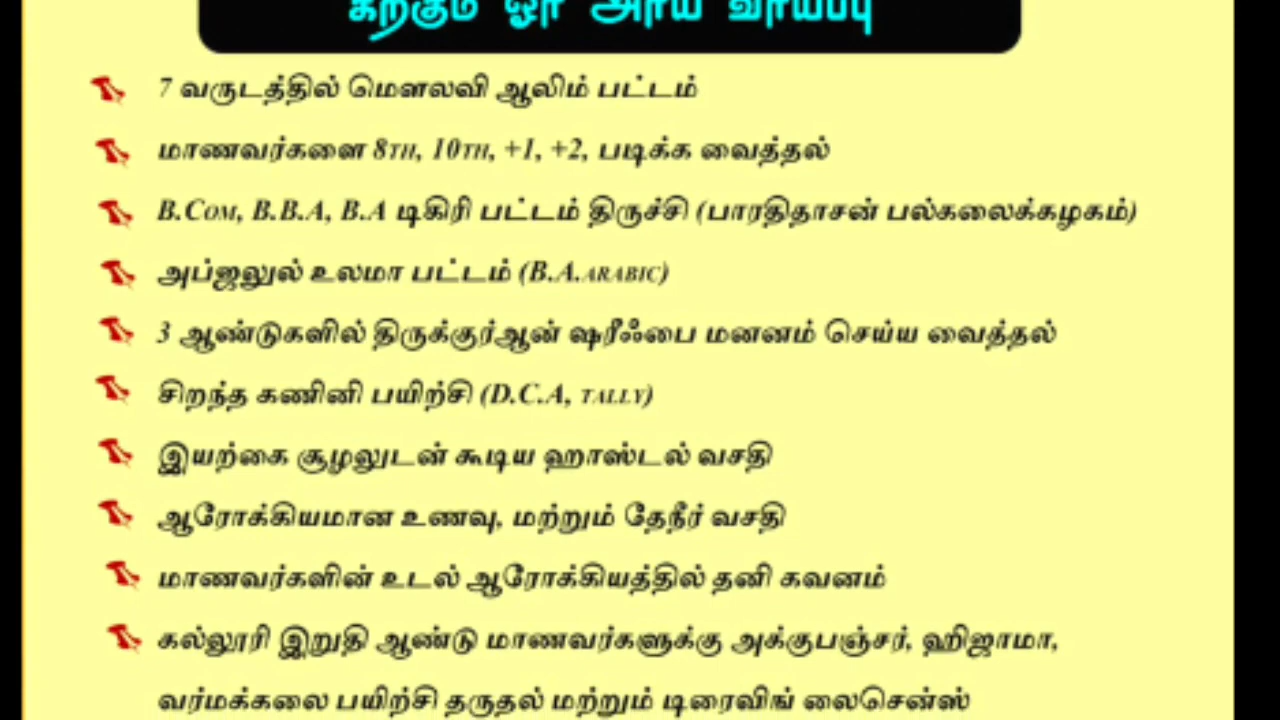 கற்கும் ஓர் அரிய வாய்ப்பு
7 வருடத்தில் மௌலவி ஆலிம் பட்டம்
மாணவர்களை 8TH, 10TH, +1, +2, படிக்க வைத்தல்
B.COM, B.B.A, B.A டிகிரி பட்டம் திருச்சி (பாரதிதாசன் பல்கலைக்கழகம்)
அப்ஜலுல் உலமா பட்டம் (B.A.ARABIC)
3 ஆண்டுகளில் திருக்குர்ஆன் ஷரீஃபை மனனம் செய்ய வைத்தல்
சிறந்த கணினி பயிற்சி (D.C.A, TALLY)
இயற்கை சூழலுடன் கூடிய ஹாஸ்டல் வசதி
ஆரோக்கியமான உணவு, மற்றும் தேநீர் வசதி
மாணவர்களின் உடல் ஆரோக்கியத்தில் தனி கவனம்
கல்லூரி இறுதி ஆண்டு மாணவர்களுக்கு அக்குபஞ்சர், ஹிஜாமா,
வர்மக்கலை பயிற்சி தருதல் மற்றும் டிரைவிங் லைசென்ஸ்